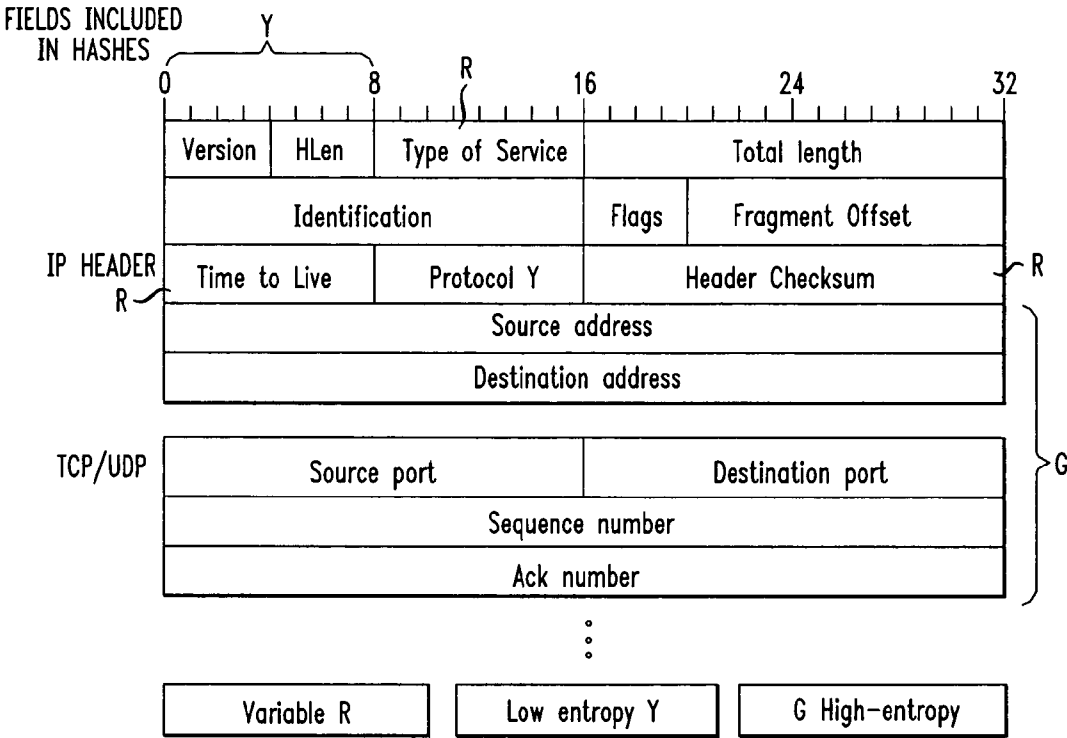 FIELDS INCLUDED
IN HASHES
Y
R
0 8 16 24 32
Version HLen Type of Service Total length
Identification Flags Fragment Offset
IP HEADER
R
Time to Live Protocol Y Header Checksum
R
Source address
Destination address
G
TCP/UDP
Source port Destination port
Sequence number
Ack number
Variable R Low entropy Y G High-entropy